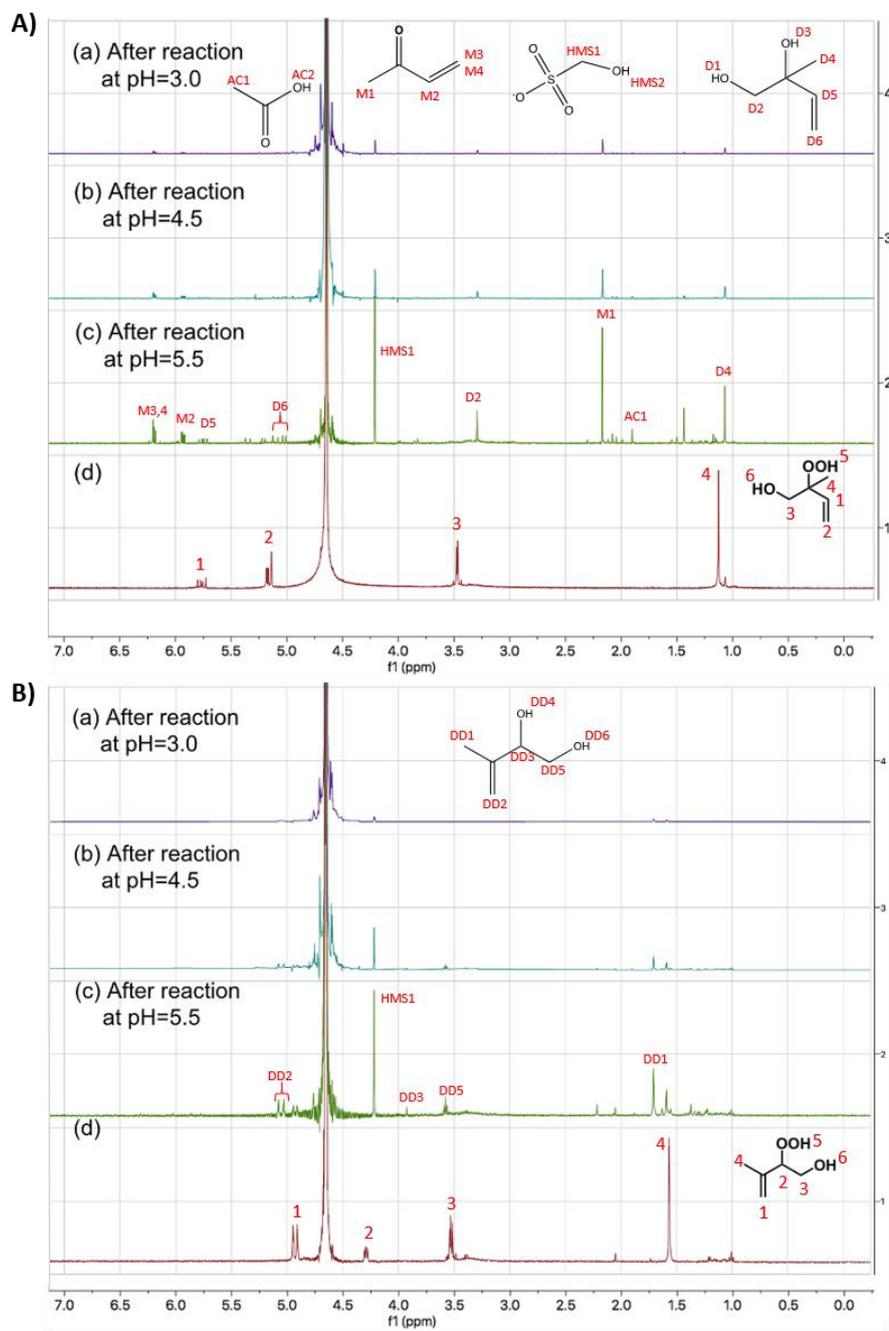 A)
(a) After reaction
at pH=3.0
AC1
AC2
OH
O
O
M1
M2
M3
M4
O
S
O
-O
HMS1
OH
HMS2
D3
OH
D1
HO
D4
D2
D5
D6
4
(b) After reaction
at pH=4.5
3
(c) After reaction
at pH=5.5
M3,4
M2
D5
D6
HMS1
D2
M1
AC1
D4
2
(d)
1
2
3
4
OOH
5
6
HO
4
1
3
2
1
7.0 6.5 6.0 5.5 5.0 4.5 4.0 3.5 3.0 2.5 2.0 1.5 1.0 0.5 0.0
f1 (ppm)
B)
(a) After reaction
at pH=3.0
DD4
OH
DD1
DD6
OH
DD3
DD5
DD2
4
(b) After reaction
at pH=4.5
3
(c) After reaction
at pH=5.5
DD2
HMS1
DD3
DD5
DD1
2
(d)
1
2
3
4
OOH
5
4
OH
6
2
3
1
1
7.0 6.5 6.0 5.5 5.0 4.5 4.0 3.5 3.0 2.5 2.0 1.5 1.0 0.5 0.0
f1 (ppm)